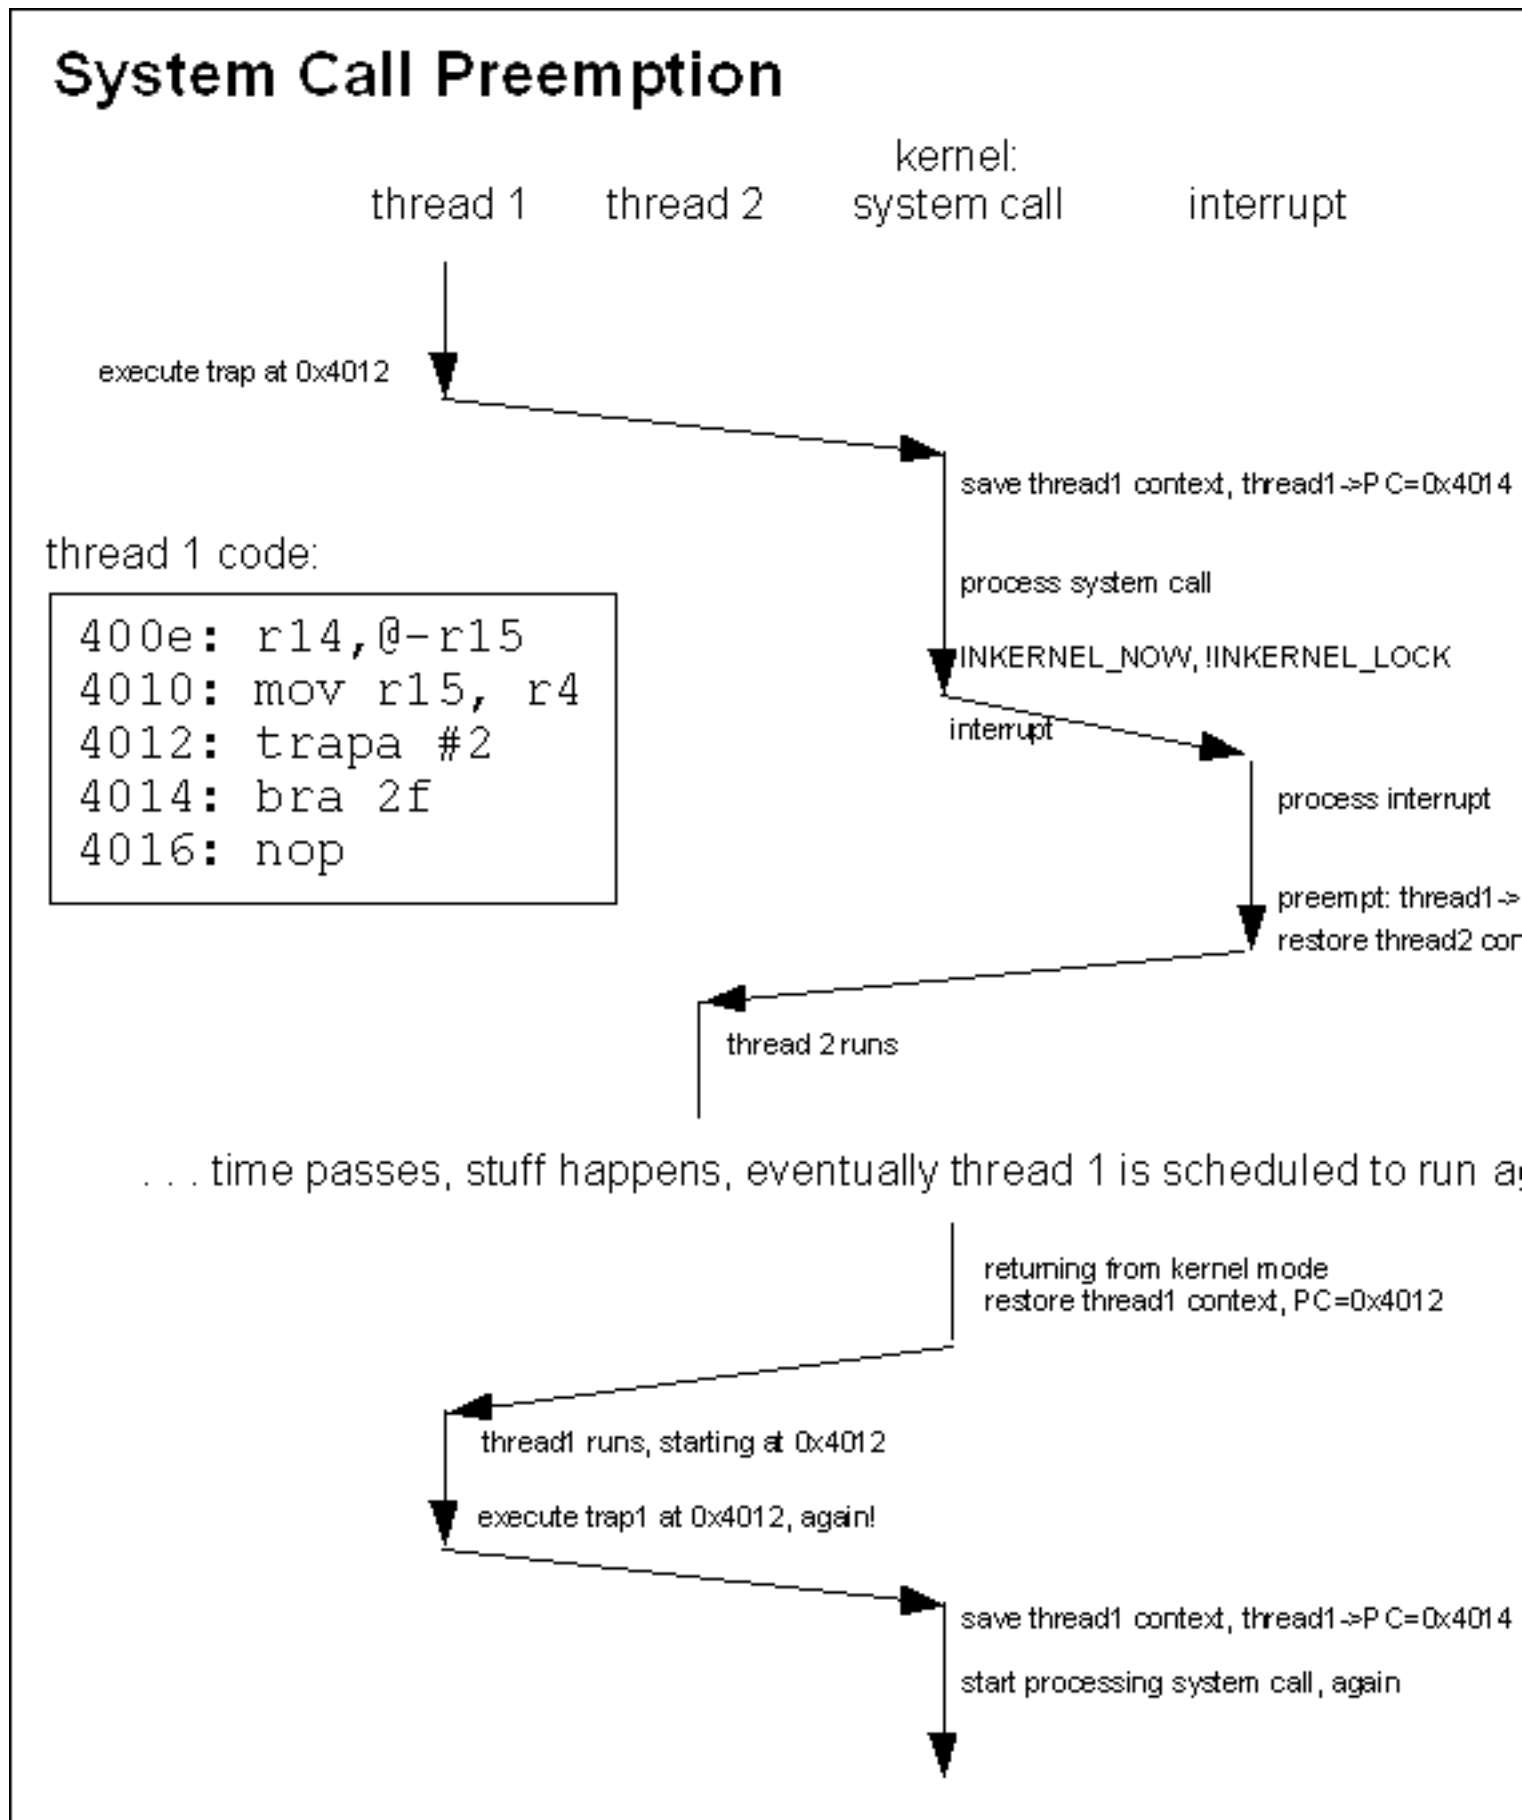 System Call Preemption
kernel:
thread 1 thread 2 system call interrupt
execute trap at 0x4012
save thread1 context, thread1->PC=0x4014
thread 1 code:
process system call
400e: r14,@-r15
4010: mov r15, r4
4012: trapa #2
4014: bra 2f
4016: nop
INKERNEL_NOW, !INKERNEL_LOCK
interrupt
process interrupt
preempt: thread1->
restore thread2
thread 2 runs
. . . time passes, stuff happens, eventually thread 1 is scheduled to run
returning from kernel mode
restore thread1 context, PC=0x4012
thread1 runs, starting at 0x4012
execute trap1 at 0x4012, again!
save thread1 context, thread1->PC=0x4014
start processing system call, again